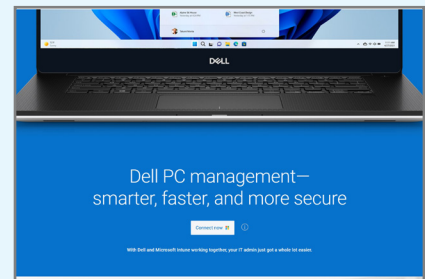 DELL
Dell PC management—
smarter, faster, and more secure
Connect now
With Dell and Microsoft Intune working together, your IT admin just got a whole lot easier.